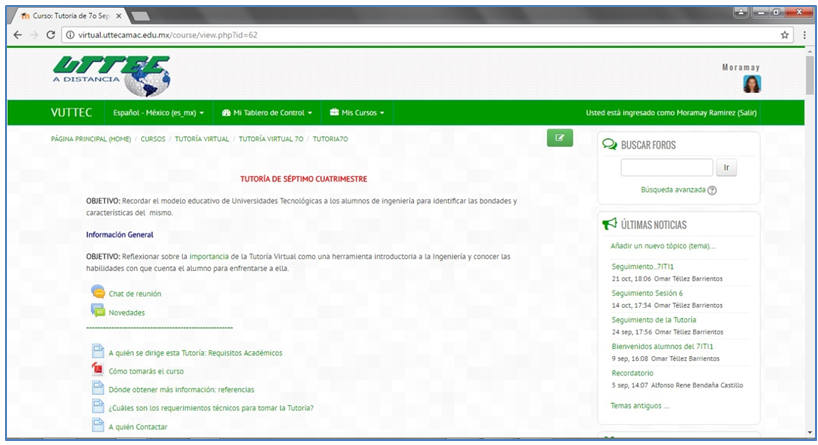 Curso: Tutoría de 7o Sep
virtual.uttecamac.edu.mx/course/view.php?id=62
UTTEC
A DISTANCIA
Moramay
VUTTEC Español - México (es_mx) Mi Tablero de Control Mis Cursos Usted está ingresado como Moramay Ramirez (Salir)
PÁGINA PRINCIPAL (HOME) / CURSOS / TUTORÍA VIRTUAL / TUTORÍA VIRTUAL 7O / TUTORIA7O
TUTORÍA DE SÉPTIMO CUATRIMESTRE
OBJETIVO: Recordar el modelo educativo de Universidades Tecnológicas a los alumnos de ingeniería para identificar las bondades y
características del mismo.
Información General
OBJETIVO: Reflexionar sobre la importancia de la Tutoría Virtual como una herramienta introductoria a la Ingeniería y conocer las
habilidades con que cuenta el alumno para enfrentarse a ella.
Chat de reunión
Novedades
------------------------------------------------------
A quién se dirige esta Tutoría: Requisitos Académicos
Cómo tomarás el curso
Dónde obtener más información: referencias
¿Cuáles son los requerimientos técnicos para tomar la Tutoría?
A quién Contactar
BUSCAR FOROS
Ir
Búsqueda avanzada ?
ÚLTIMAS NOTICIAS
Añadir un nuevo tópico (tema)...
Seguimiento..7ITI1
21 oct, 18:06 Omar Téllez Barrientos
Seguimiento Sesión 6
14 oct, 17:54 Omar Téllez Barrientos
Seguimiento de la Tutoría
24 sep, 17:56 Omar Téllez Barrientos
Bienvenidos alumnos del 7ITI1
9 sep, 16:08 Omar Téllez Barrientos
Recordatorio
5 sep, 14:07 Alfonso Rene Bendaña Castillo
Temas antiguos ...